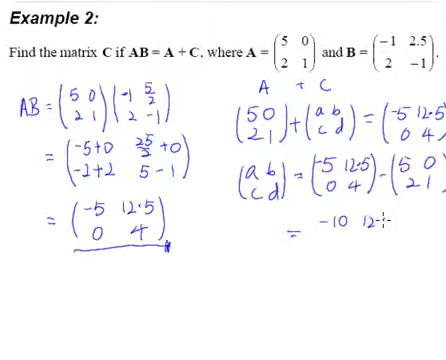 Example 2:
Find the matrix C if AB = A + C, where A = (5 0 and B = (-1 2.5
2 1) 2 -1).
A + C
AB = (5 0 (-1 5/2
2 1) 2 -1)
(5 0 + (a b = (-5 12.5
2 1) c d) 0 4)
= (-5+0 25/2 +0
-2+2 5-1)
(a b = (-5 12.5 - (5 0
c d) 0 4) 2 1)
= (-5 12.5
0 4)
= -10 12